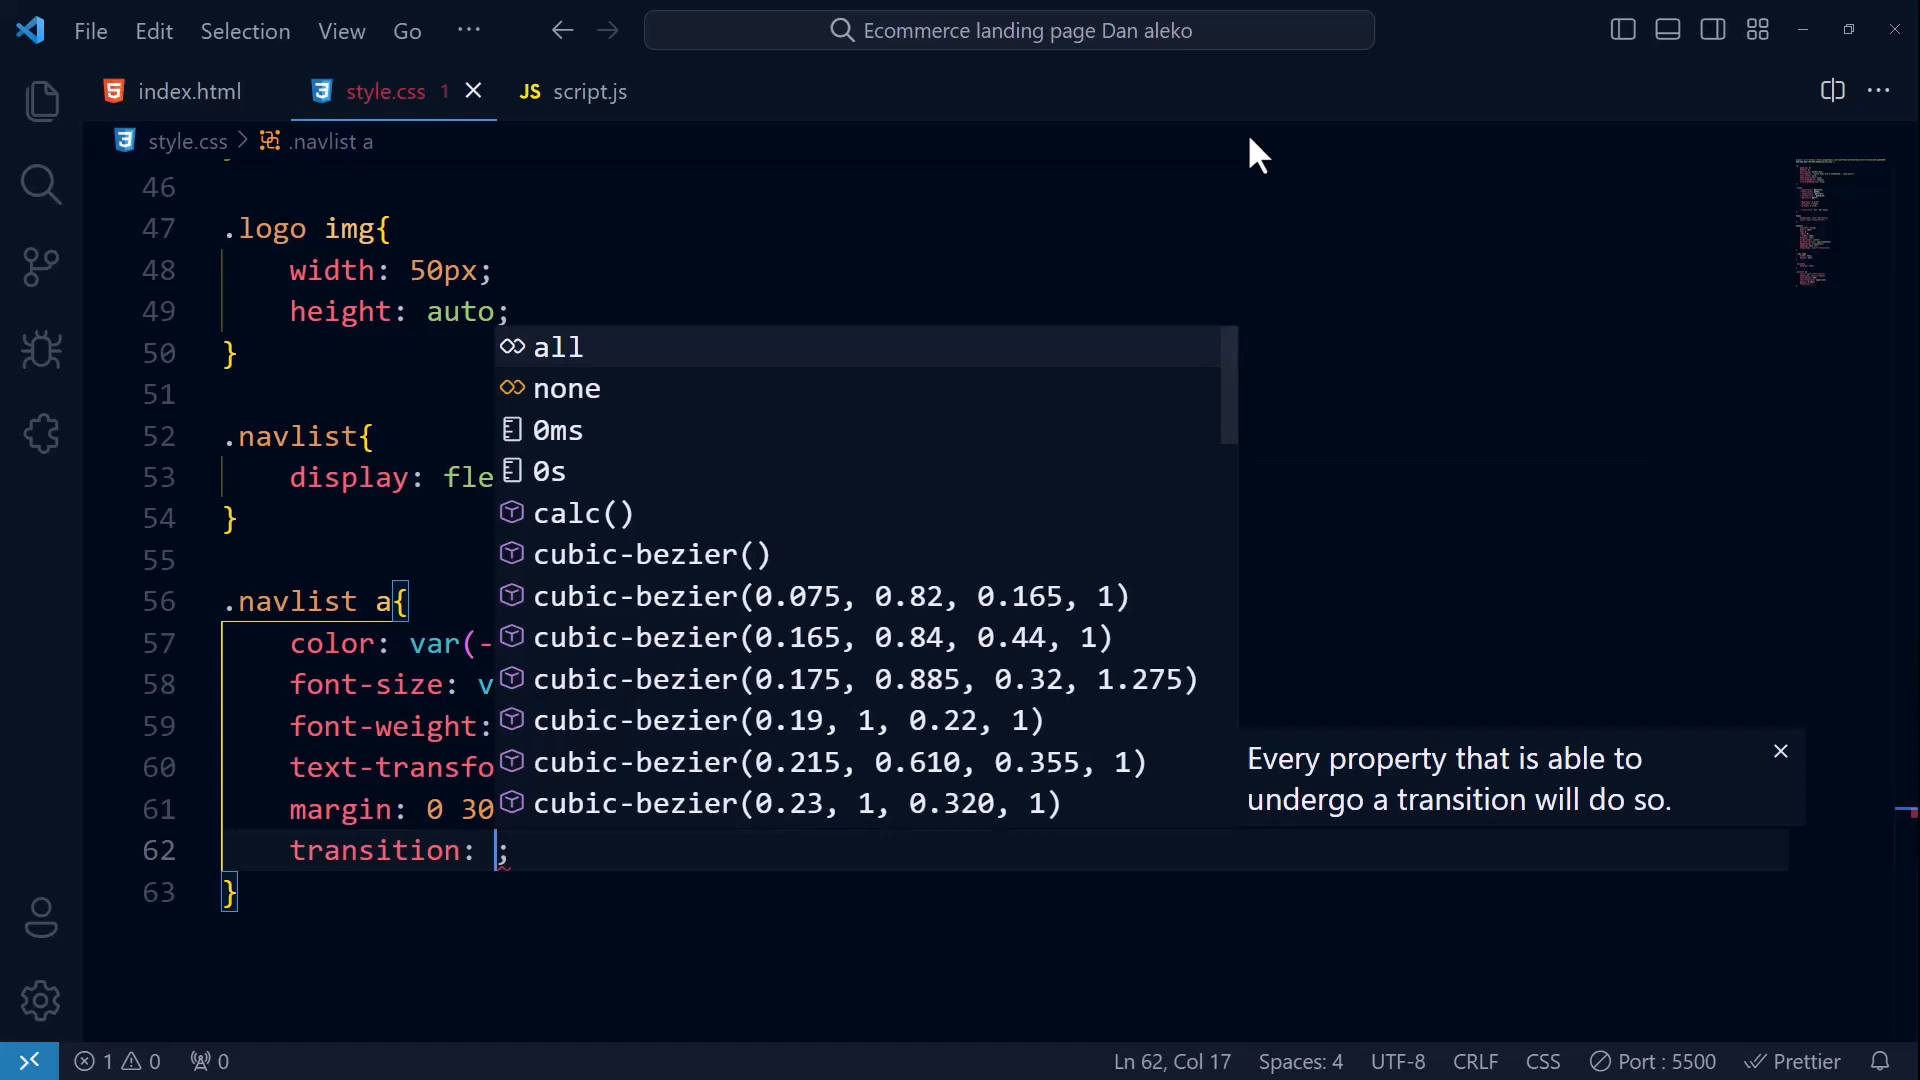 File Edit Selection View Go ···
Ecommerce landing page Dan aleko
index.html
style.css 1
JS script.js
style.css > .navlist a
46
47 .logo img{
48 width: 50px;
49 height: auto;
50 }
51
52 .navlist{
53 display: fle
54 }
55
56 .navlist a{
57 color: var(-
58 font-size: v
59 font-weight:
60 text-transfo
61 margin: 0 30
62 transition: ;
63 }
all
none
0ms
0s
calc()
cubic-bezier()
cubic-bezier(0.075, 0.82, 0.165, 1)
cubic-bezier(0.165, 0.84, 0.44, 1)
cubic-bezier(0.175, 0.885, 0.32, 1.275)
cubic-bezier(0.19, 1, 0.22, 1)
cubic-bezier(0.215, 0.610, 0.355, 1)
cubic-bezier(0.23, 1, 0.320, 1)
Every property that is able to
undergo a transition will do so.
1 0 0 Ln 62, Col 17 Spaces: 4 UTF-8 CRLF CSS Port : 5500 Prettier